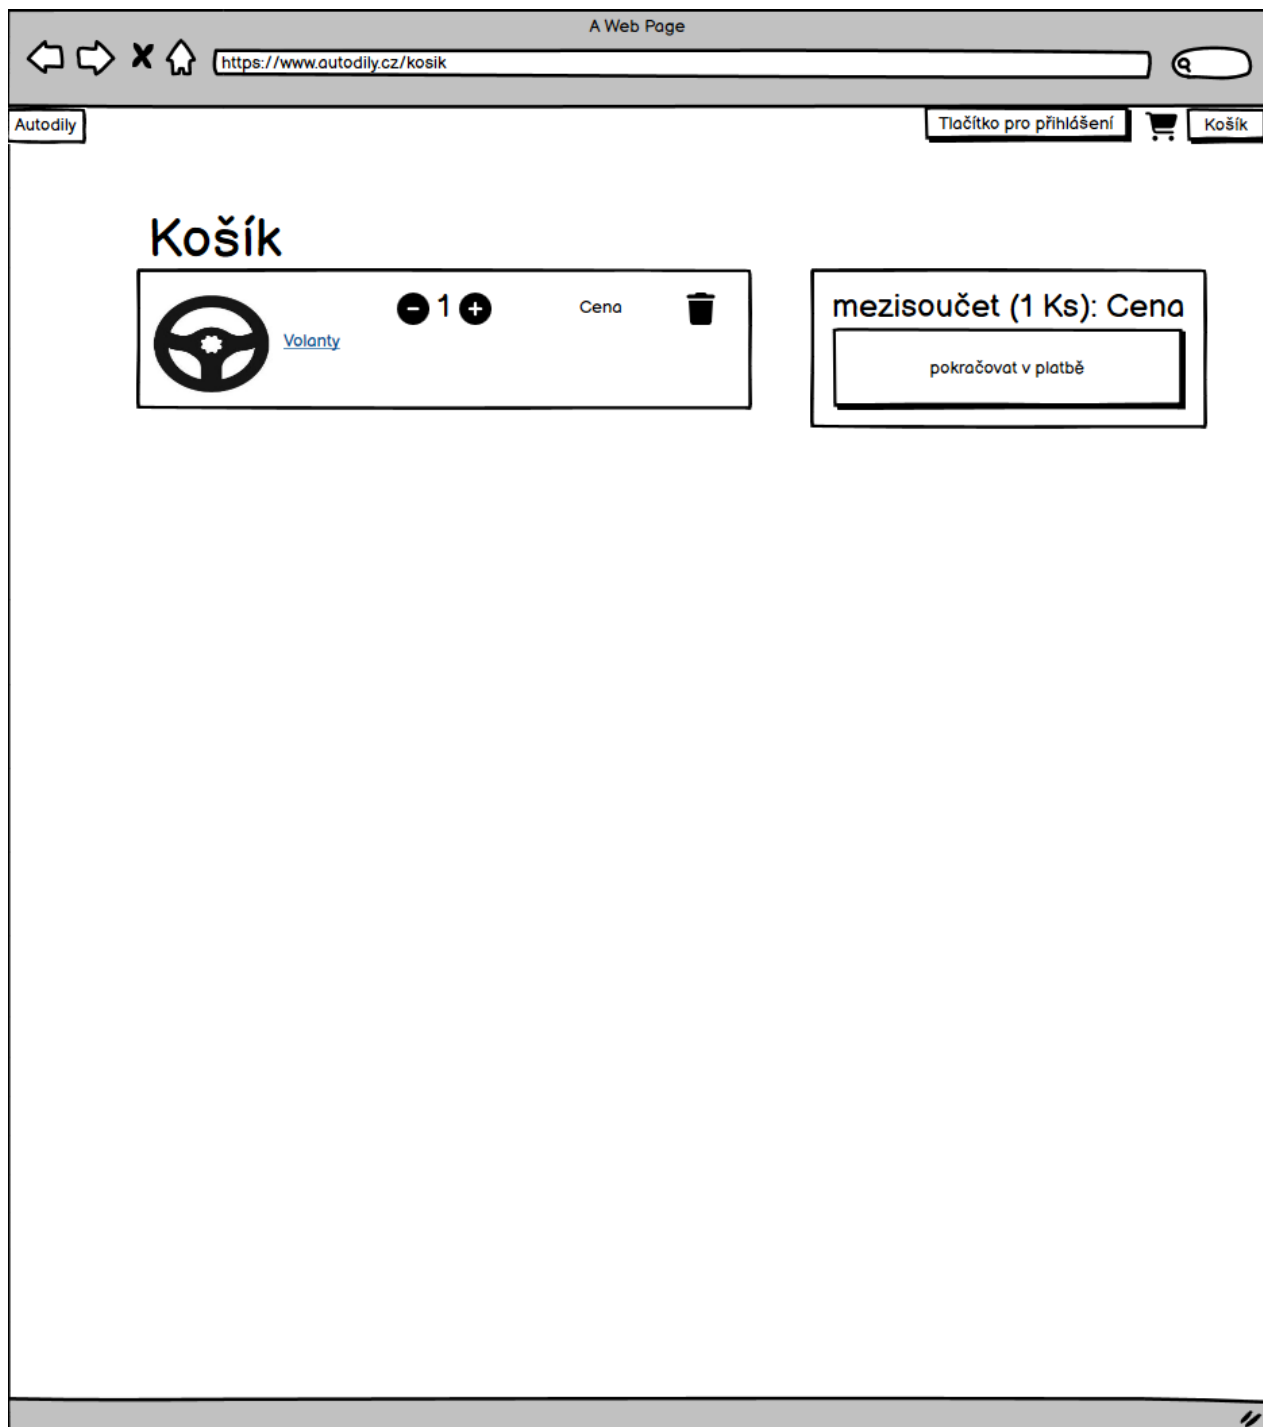 A Web Page
https://www.autodily.cz/kosik
Autodily
Tlačítko pro přihlášení
Košík
Košík
1
Cena
Volanty
mezisoučet (1 Ks): Cena
pokračovat v platbě